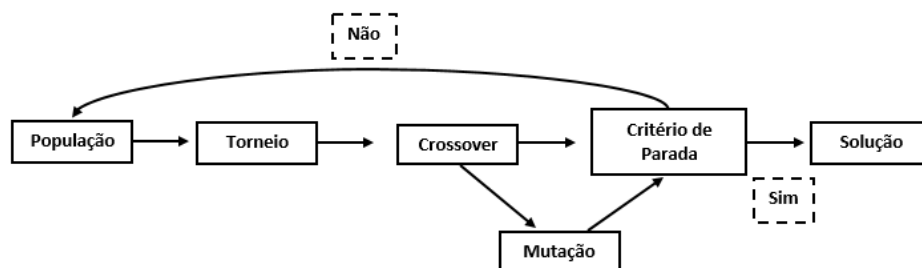 Não
População
Torneio
Crossover
Critério de
Parada
Solução
Sim
Mutação